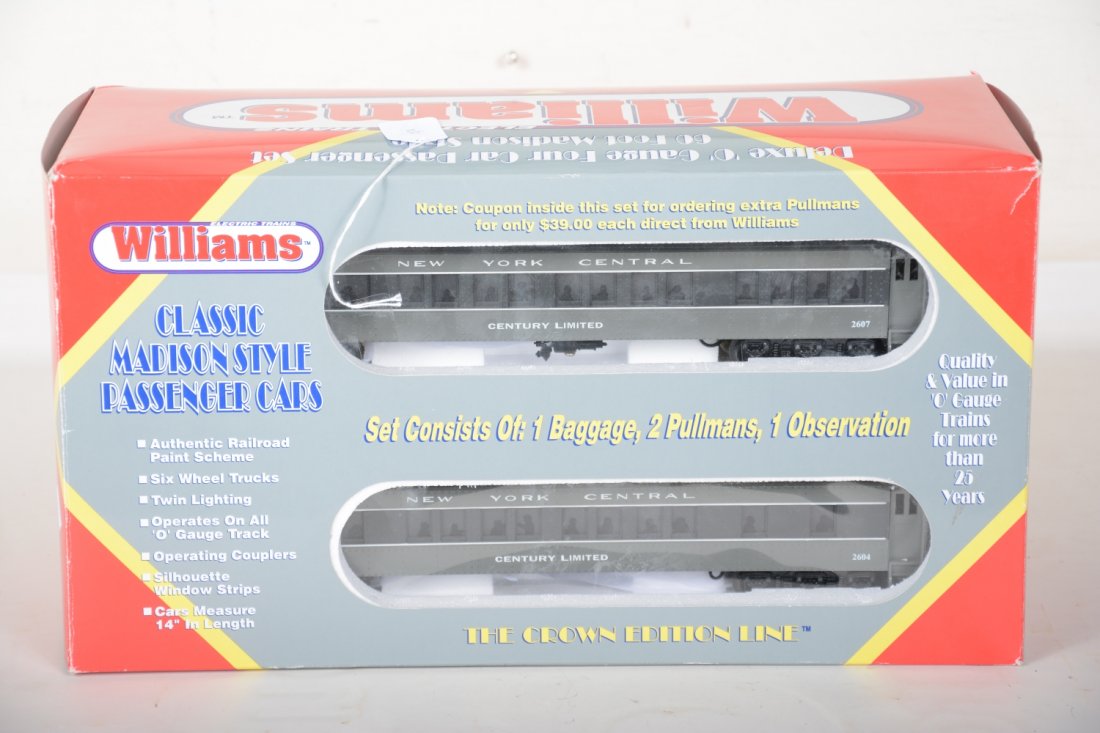 Williams™
Deluxe 'O' Gauge Four Car Passenger Set
60 Feet Madison Style
ELECTRIC TRAINS
Williams™
CLASSIC
MADISON STYLE
PASSENGER CARS
Authentic Railroad
Paint Scheme
Six Wheel Trucks
Twin Lighting
Operates On All
'O' Gauge Track
Operating Couplers
Silhouette
Window Strips
Cars Measure
14" In Length
Note: Coupon inside this set for ordering extra Pullmans
for only $39.00 each direct from Williams
NEW YORK CENTRAL
CENTURY LIMITED 2607
Set Consists Of: 1 Baggage, 2 Pullmans, 1 Observation
NEW YORK CENTRAL
CENTURY LIMITED 2604
THE CROWN EDITION LINE™
Quality
& Value in
'O' Gauge
Trains
for more
than
25
Years